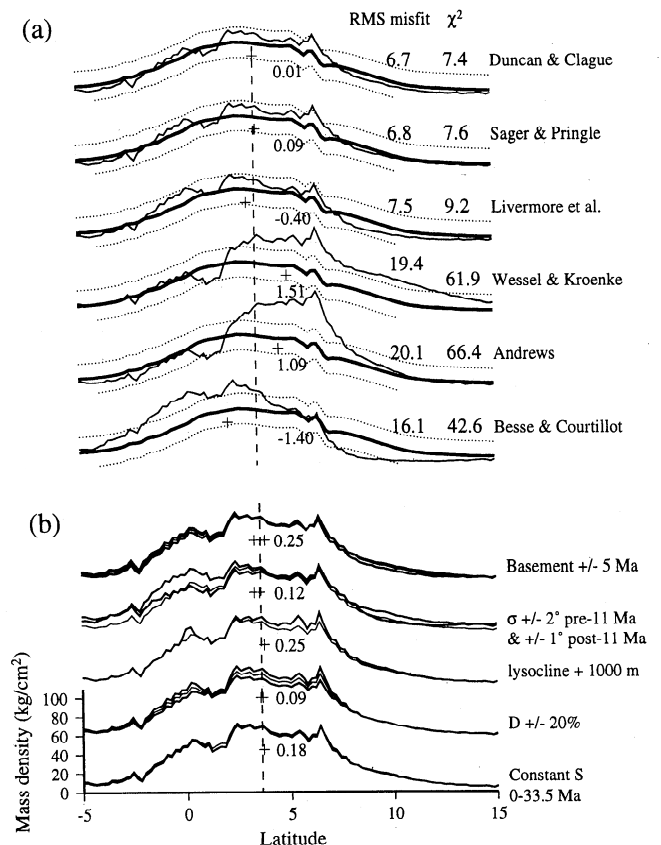 (a)
RMS misfit χ²
0.01 6.7 7.4 Duncan & Clague
0.09 6.8 7.6 Sager & Pringle
-0.40 7.5 9.2 Livermore et al.
1.51 19.4 61.9 Wessel & Kroenke
1.09 20.1 66.4 Andrews
-1.40 16.1 42.6 Besse & Courtillot
(b)
0.25 Basement +/- 5 Ma
0.12 σ +/- 2° pre-11 Ma
& +/- 1° post-11 Ma
0.25 lysocline + 1000 m
0.09 D +/- 20%
0.18 Constant S
0-33.5 Ma
Mass density (kg/cm²)
100
80
60
40
20
0
-5 0 5 10 15
Latitude